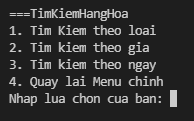 ===TimKiemHangHoa
1. Tim Kiem theo loai
2. Tim kiem theo gia
3. Tim kiem theo ngay
4. Quay lai Menu chinh
Nhap lua chon cua ban: